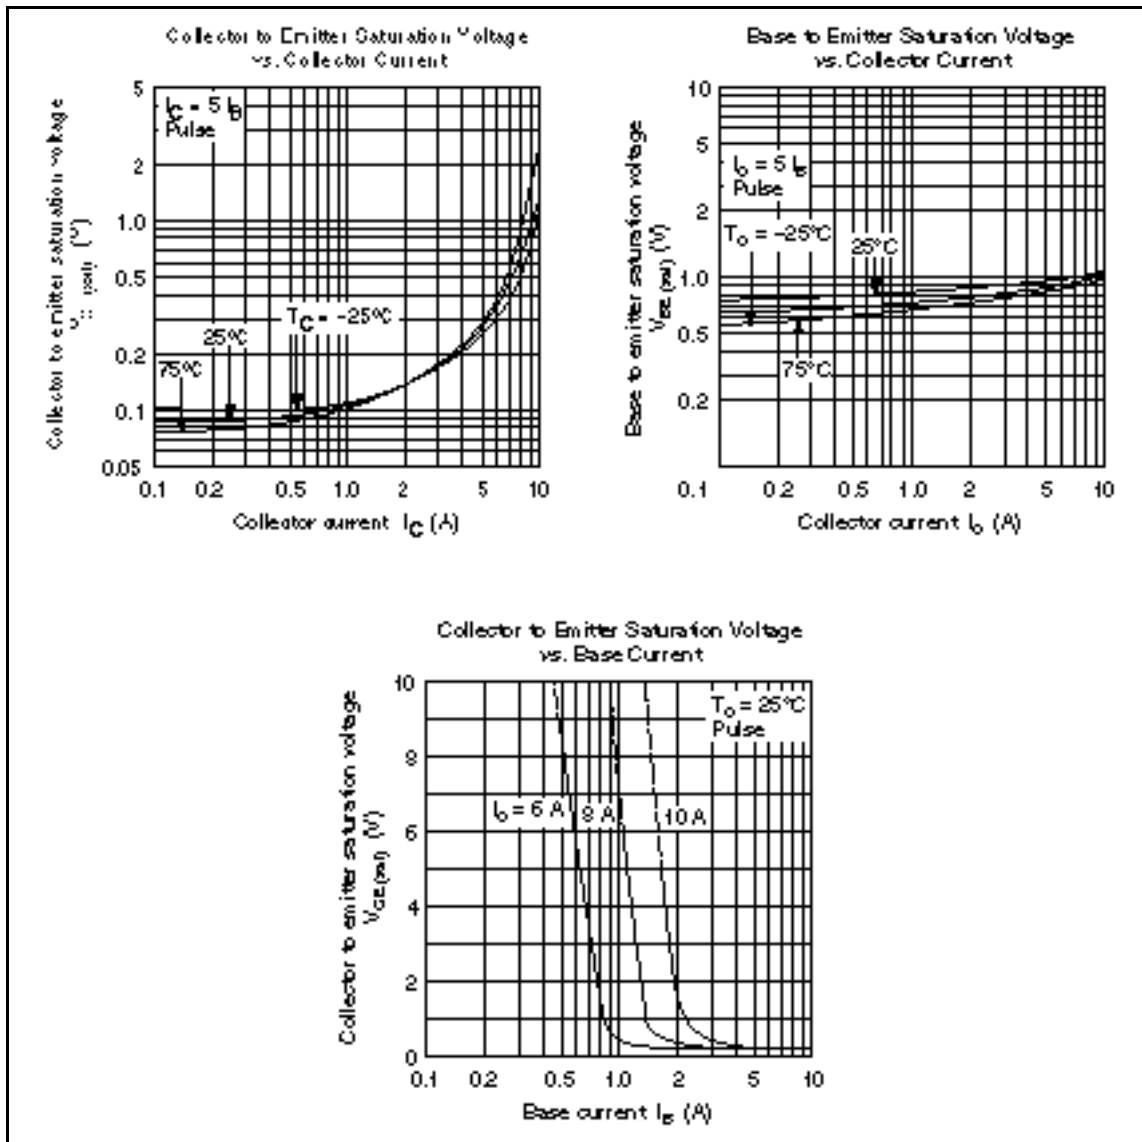 Collector to Emitter Saturation Voltage
vs. Collector Current
Collector to emitter saturation voltage
(sat) (V)
5
2
1.0
0.5
0.2
0.1
0.05
IC = 5 IB
Pulse
TC = −25°C
25°C
75°C
0.1 0.2 0.5 1.0 2 5 10
Collector current IC (A)
Base to Emitter Saturation Voltage
vs. Collector Current
Base to emitter saturation voltage
VBE (sat) (V)
10
5
2
1.0
0.5
0.2
0.1
IC = 5 IB
Pulse
TC = −25°C
25°C
75°C
0.2 0.5 1.0 2 5 10
Collector current IC (A)
Collector to Emitter Saturation Voltage
vs. Base Current
Collector to emitter saturation voltage
VCE (sat) (V)
10
8
6
4
2
0
TC = 25°C
Pulse
IC = 6 A
8 A
10 A
0.1 0.2 0.5 1.0 2 5 10
Base current IB (A)